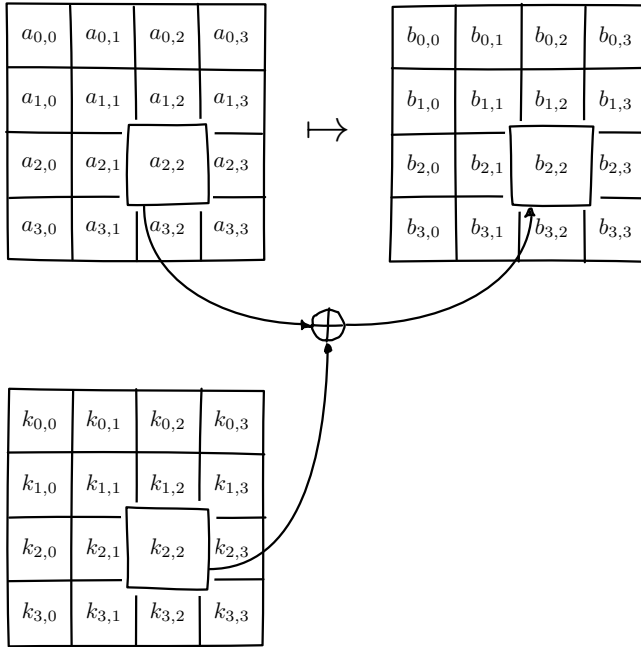 a_{0,0} a_{0,1} a_{0,2} a_{0,3}
a_{1,0} a_{1,1} a_{1,2} a_{1,3}
a_{2,0} a_{2,1} a_{2,2} a_{2,3}
a_{3,0} a_{3,1} a_{3,2} a_{3,3}
↦
b_{0,0} b_{0,1} b_{0,2} b_{0,3}
b_{1,0} b_{1,1} b_{1,2} b_{1,3}
b_{2,0} b_{2,1} b_{2,2} b_{2,3}
b_{3,0} b_{3,1} b_{3,2} b_{3,3}
⊕
k_{0,0} k_{0,1} k_{0,2} k_{0,3}
k_{1,0} k_{1,1} k_{1,2} k_{1,3}
k_{2,0} k_{2,1} k_{2,2} k_{2,3}
k_{3,0} k_{3,1} k_{3,2} k_{3,3}